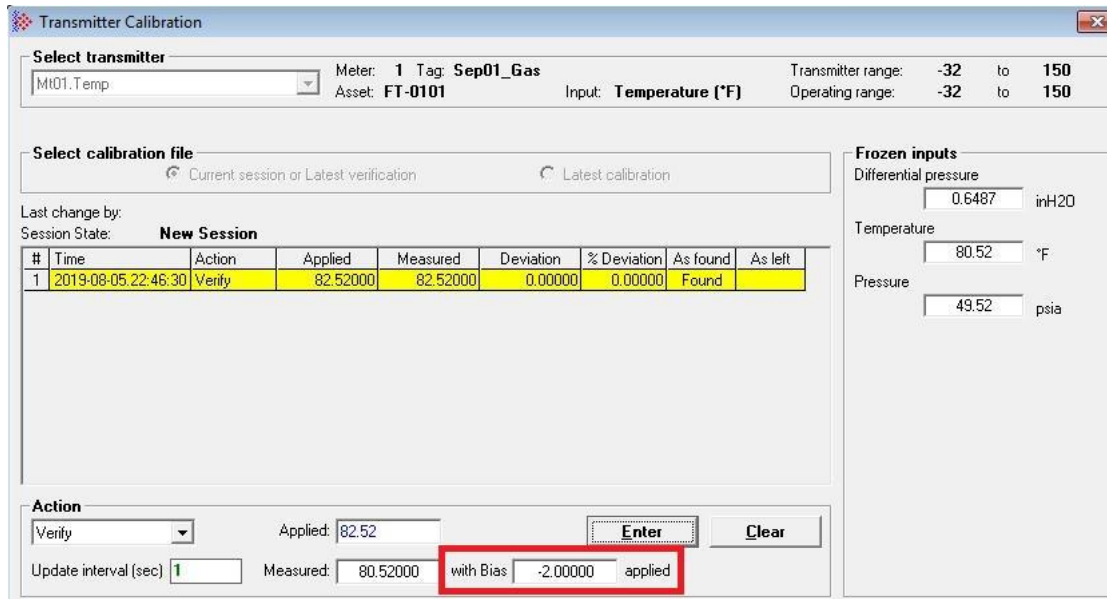 Transmitter Calibration
Select transmitter
Mt01.Temp
Meter: 1 Tag: Sep01_Gas
Transmitter range: -32 to 150
Asset: FT-0101 Input: Temperature (°F)
Operating range: -32 to 150
Select calibration file
Current session or Latest verification
Latest calibration
Last change by:
Session State: New Session
# Time Action Applied Measured Deviation % Deviation As found As left
1 2019-08-05.22:46:30 Verify 82.52000 82.52000 0.00000 0.00000 Found
Frozen inputs
Differential pressure
0.6487 inH2O
Temperature
80.52 °F
Pressure
49.52 psia
Action
Verify Applied: 82.52 Enter Clear
Update interval (sec) 1 Measured: 80.52000 with Bias -2.00000 applied